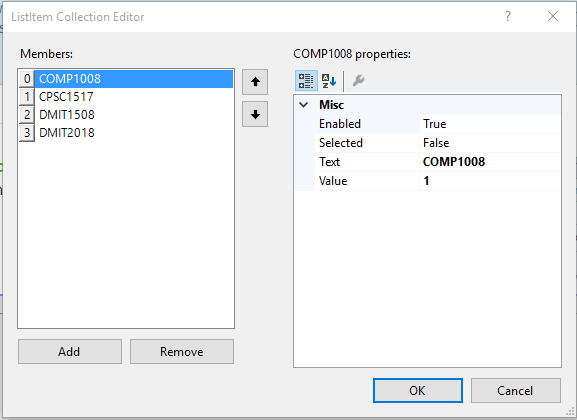 ListItem Collection Editor
Members:
0 COMP1008
1 CPSC1517
2 DMIT1508
3 DMIT2018
Add
Remove
COMP1008 properties:
Misc
Enabled True
Selected False
Text COMP1008
Value 1
OK
Cancel